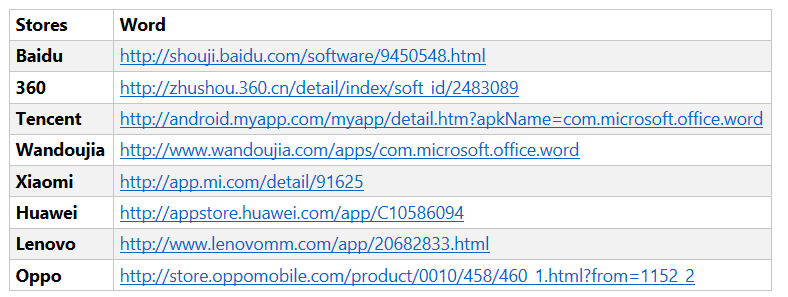 Stores Word
Baidu http://shouji.baidu.com/software/9450548.html
360 http://zhushou.360.cn/detail/index/soft_id/2483089
Tencent http://android.myapp.com/myapp/detail.htm?apkName=com.microsoft.office.word
Wandoujia http://www.wandoujia.com/apps/com.microsoft.office.word
Xiaomi http://app.mi.com/detail/91625
Huawei http://appstore.huawei.com/app/C10586094
Lenovo http://www.lenovomm.com/app/20682833.html
Oppo http://store.oppomobile.com/product/0010/458/460_1.html?from=1152_2